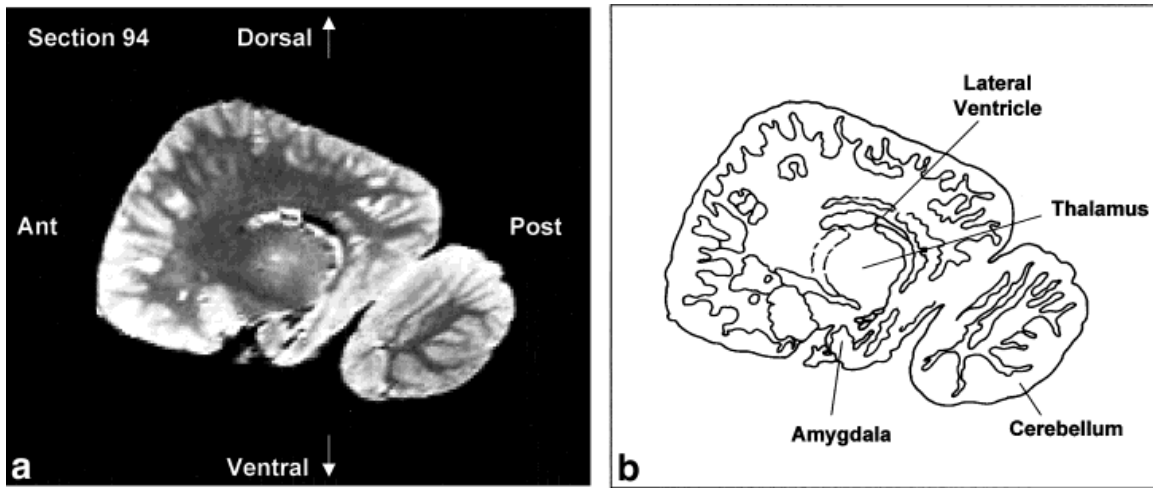 Section 94
Dorsal
Ant
Post
Ventral
a
Lateral
Ventricle
Thalamus
Amygdala
Cerebellum
b